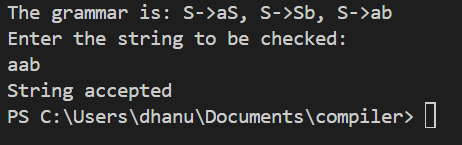 The grammar is: S->aS, S->Sb, S->ab
Enter the string to be checked:
aab
String accepted
PS C:\Users\dhanu\Documents\compiler>